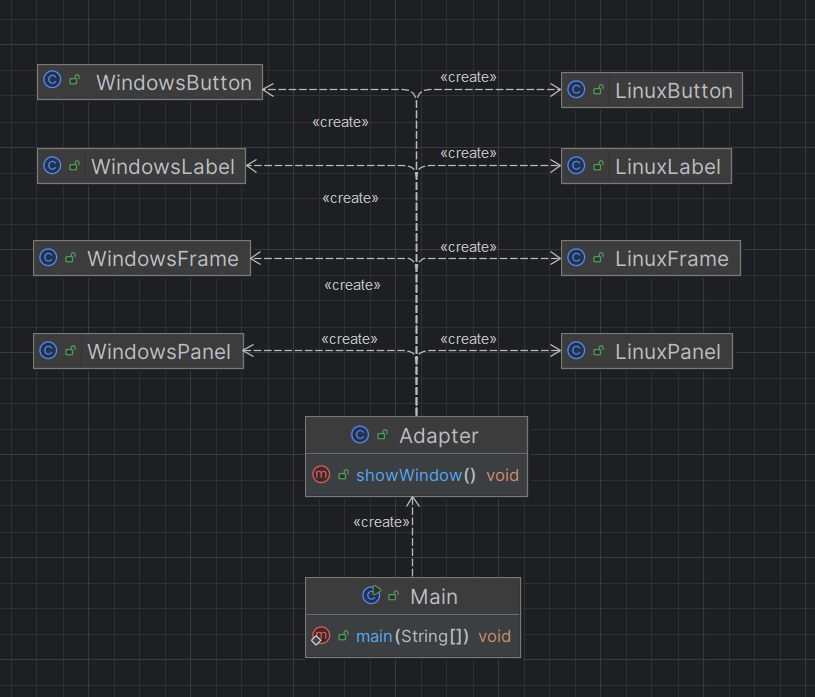 «create»
WindowsButton
LinuxButton
«create»
«create»
WindowsLabel
LinuxLabel
«create»
«create»
WindowsFrame
LinuxFrame
«create»
«create»
«create»
WindowsPanel
LinuxPanel
Adapter
showWindow() void
«create»
Main
main(String[]) void